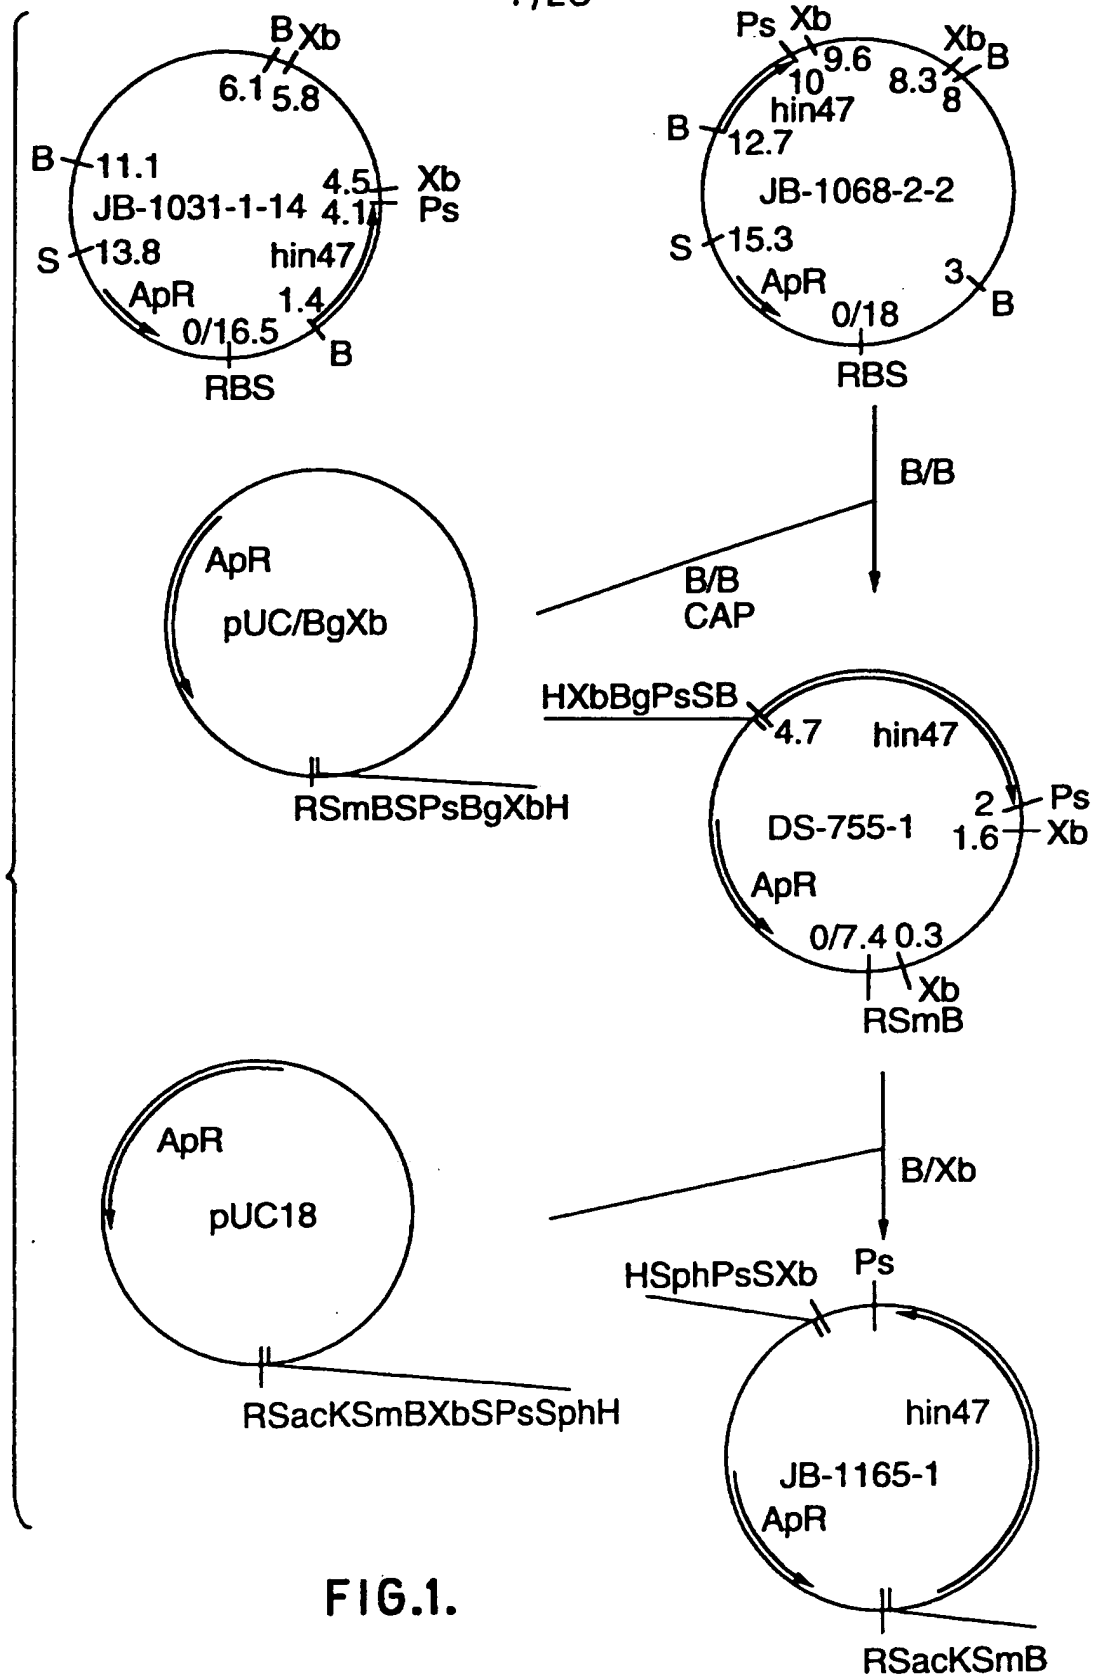 B Xb
6.1 5.8
B 11.1
4.5 Xb
JB-1031-1-14 4.1 Ps
S 13.8
hin47
ApR
1.4
0/16.5
B
RBS
Ps Xb
9.6
10
hin47
Xb B
8.3 8
B 12.7
JB-1068-2-2
S 15.3
ApR
3 B
0/18
RBS
B/B
ApR
pUC/BgXb
B/B
CAP
RSmBSPsBgXbH
HXbBgPsSB
4.7 hin47
2 Ps
DS-755-1 1.6 Xb
ApR
0/7.4 0.3
Xb
RSmB
ApR
pUC18
B/Xb
RSacKSmBXbSPsSphH
HSphPsSXb Ps
hin47
JB-1165-1
ApR
RSacKSmB
FIG.1.